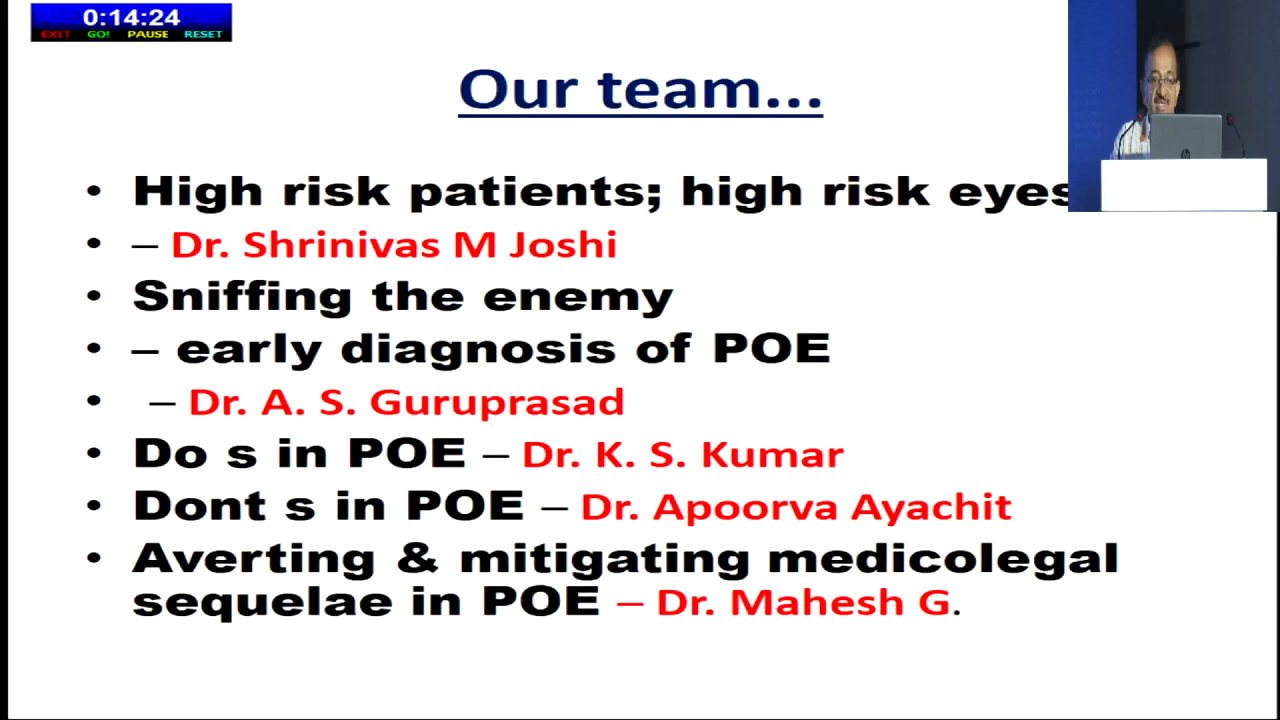 0:14:24
EXIT GO! PAUSE RESET
Our team...
• High risk patients; high risk eyes
• – Dr. Shrinivas M Joshi
• Sniffing the enemy
• – early diagnosis of POE
• – Dr. A. S. Guruprasad
• Do s in POE – Dr. K. S. Kumar
• Dont s in POE – Dr. Apoorva Ayachit
• Averting & mitigating medicolegal
sequelae in POE – Dr. Mahesh G.
hp